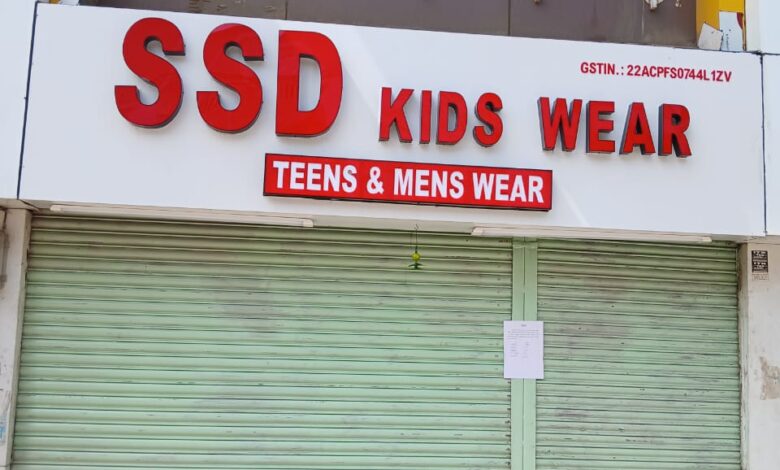 SSD KIDS WEAR
GSTIN.: 22ACPFS0744L1ZV
TEENS & MENS WEAR